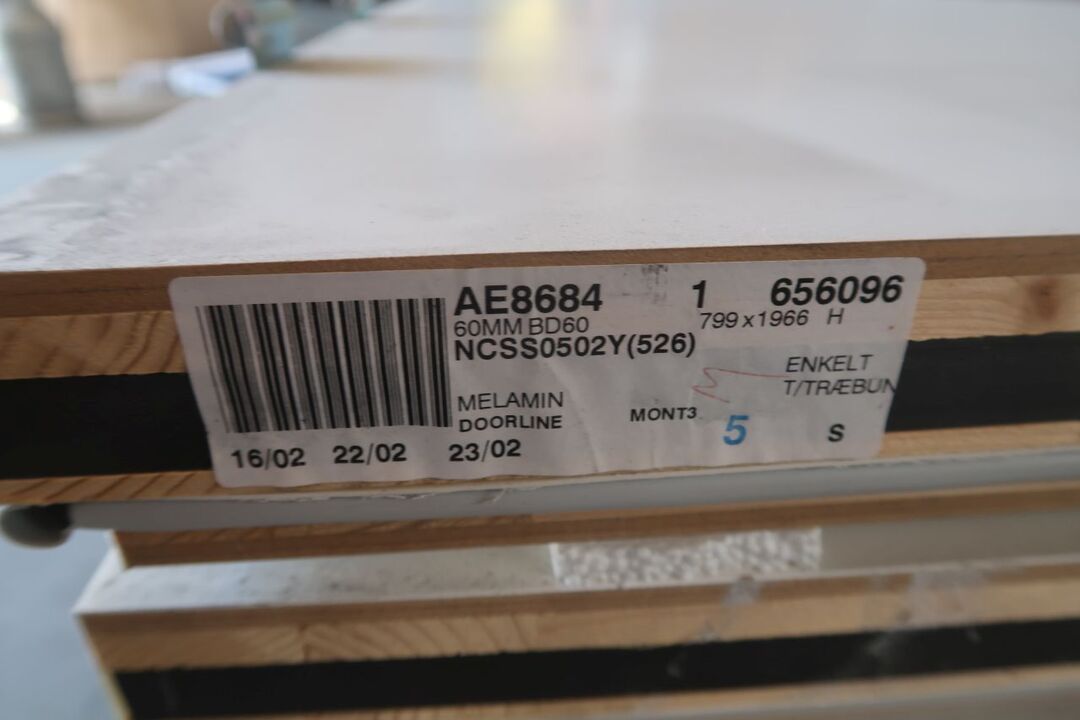 AE8684 1 656096
60MM BD60 799x1966 H
NCSS0502Y(526)
ENKELT
MELAMIN T/TRÆBUN
DOORLINE MONT3 5 S
16/02 22/02 23/02